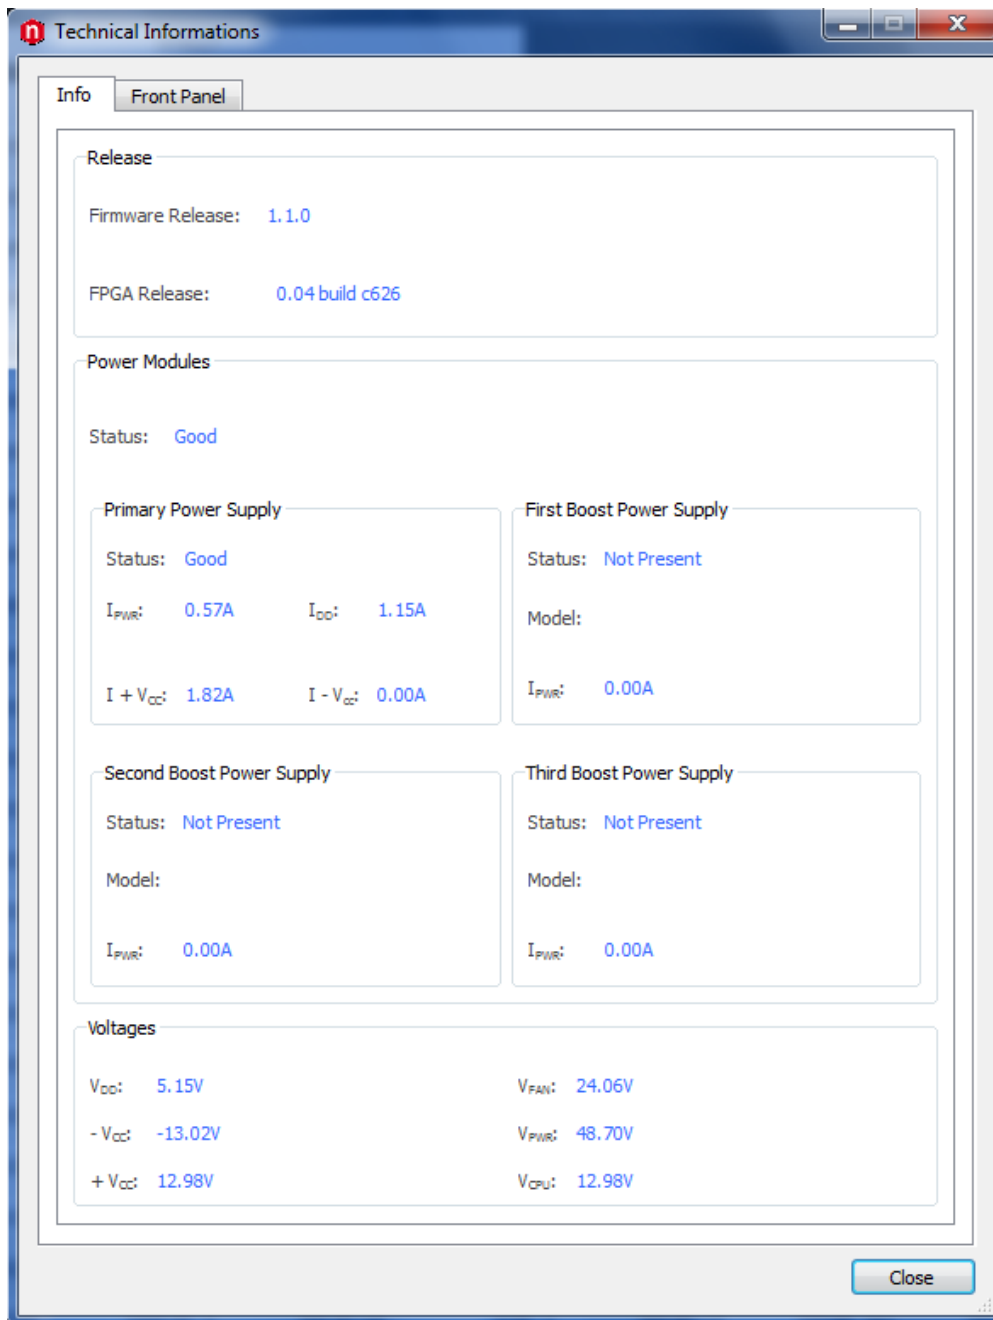 Technical Informations
Info Front Panel
Release
Firmware Release: 1.1.0
FPGA Release: 0.04 build c626
Power Modules
Status: Good
Primary Power Supply
Status: Good
IPWR: 0.57A IDD: 1.15A
I + VCC: 1.82A I - VCC: 0.00A
First Boost Power Supply
Status: Not Present
Model:
IPWR: 0.00A
Second Boost Power Supply
Status: Not Present
Model:
IPWR: 0.00A
Third Boost Power Supply
Status: Not Present
Model:
IPWR: 0.00A
Voltages
VDD: 5.15V VFAN: 24.06V
- VCC: -13.02V VPWR: 48.70V
+ VCC: 12.98V VCPU: 12.98V
Close